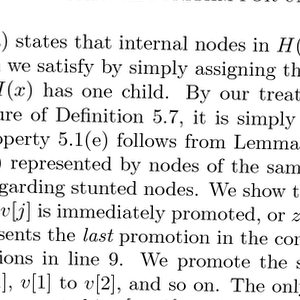 ) states that internal nodes in H(
we satisfy by simply assigning th
(x) has one child. By our treat
ure of Definition 5.7, it is simply
operty 5.1(e) follows from Lemma
) represented by nodes of the sam
egarding stunted nodes. We show t
v[j] is immediately promoted, or z
sents the last promotion in the con
ions in line 9. We promote the s
], v[1] to v[2], and so on. The onl